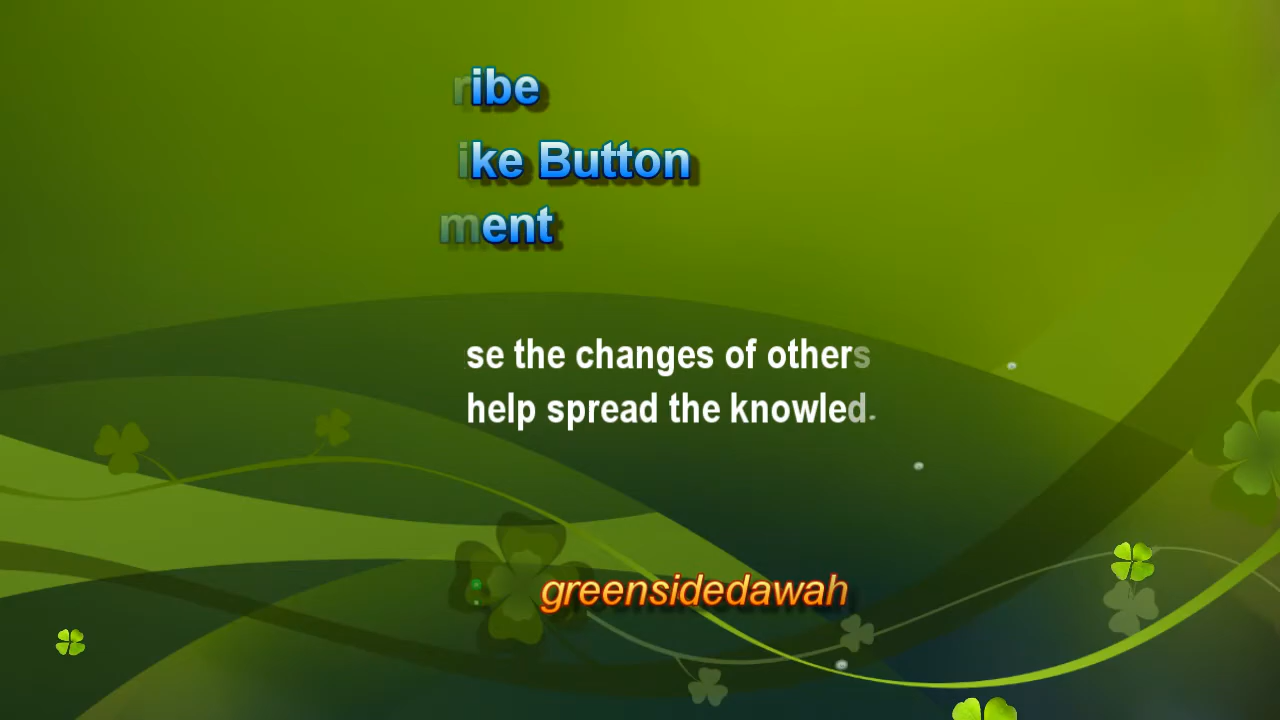 ribe
ike Button
ment
se the changes of others
help spread the knowled
greensidedawah